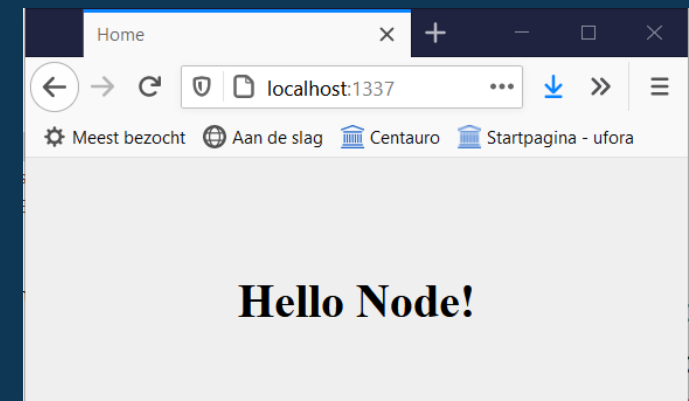 Home
localhost:1337
Meest bezocht Aan de slag Centauro Startpagina - ufora
Hello Node!